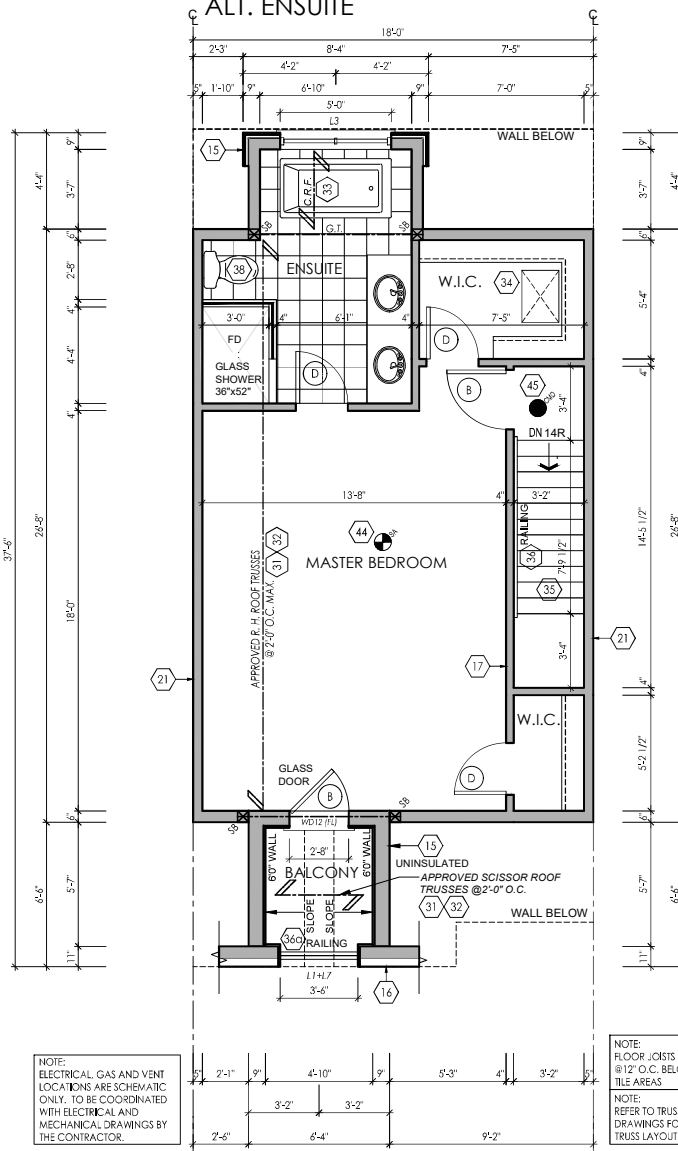 ALT. ENSUITE
℄ ℄
18'-0"
2'-3" 8'-4" 7'-5"
4'-2" 4'-2"
5" 1'-10" 9" 6'-10" 9" 7'-0" 5"
5'-0"
L3
WALL BELOW
15
C.R.F.
33
G.T.
SB SB
38
ENSUITE
W.I.C.
34
3'-0" 4" 6'-1" 4" 7'-5"
FD
GLASS
SHOWER
36"x52"
D
D
B
45
CMD
3'-4"
DN 14R
13'-8" 4" 3'-2"
44
SA
MASTER BEDROOM
APPROVED R. H. ROOF TRUSSES
@ 2'-0" O.C. MAX.
31 32
RAILING
36
7'-9 1/2"
35
3'-4"
21
17
21
W.I.C.
D
GLASS
DOOR
B
SB
SB
WD12 (FL)
2'-8"
6'0" WALL
6'0" WALL
BALCONY
15
UNINSULATED
APPROVED SCISSOR ROOF
TRUSSES @2'-0" O.C.
31 32
SLOPE
SLOPE
WALL BELOW
36a
RAILING
L1+L7
3'-6"
16
37'-6"
4'-4" 26'-8" 6'-6"
9" 3'-7" 6" 2'-8" 4" 4'-4" 4" 18'-0" 6" 5'-7" 11"
9" 3'-7" 6" 5'-4" 4" 14'-5 1/2" 4" 5'-2 1/2" 6" 5'-7" 11"
4'-4" 26'-8" 6'-6"
5" 2'-1" 9" 4'-10" 9" 5'-3" 4" 3'-2" 5"
3'-2" 3'-2"
2'-6" 6'-4" 9'-2"
NOTE:
ELECTRICAL, GAS AND VENT
LOCATIONS ARE SCHEMATIC
ONLY. TO BE COORDINATED
WITH ELECTRICAL AND
MECHANICAL DRAWINGS BY
THE CONTRACTOR.
NOTE:
FLOOR JOISTS
@12" O.C. BELO
TILE AREAS
NOTE:
REFER TO TRUS
DRAWINGS FO
TRUSS LAYOUT